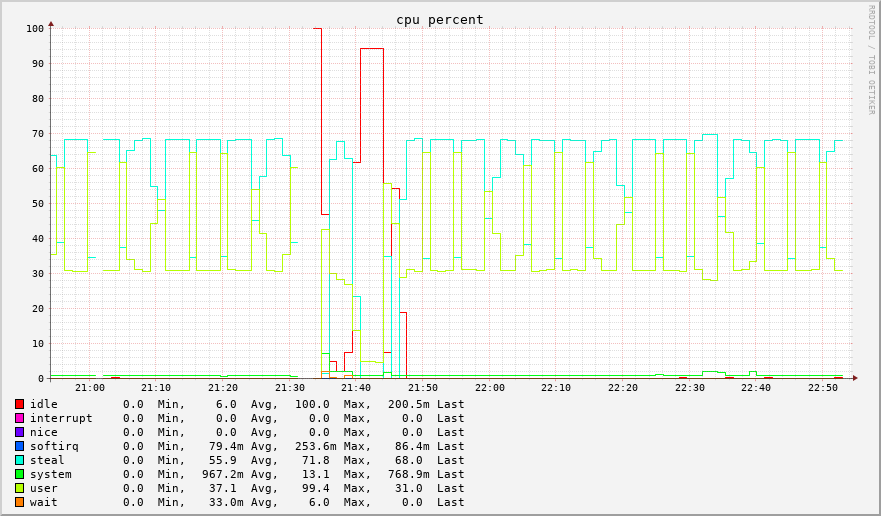 cpu percent
RRDTOOL / TOBI OETIKER
100
90
80
70
60
50
40
30
20
10
0
21:00 21:10 21:20 21:30 21:40 21:50 22:00 22:10 22:20 22:30 22:40 22:50
idle 0.0 Min, 6.0 Avg, 100.0 Max, 200.5m Last
interrupt 0.0 Min, 0.0 Avg, 0.0 Max, 0.0 Last
nice 0.0 Min, 0.0 Avg, 0.0 Max, 0.0 Last
softirq 0.0 Min, 79.4m Avg, 253.6m Max, 86.4m Last
steal 0.0 Min, 55.9 Avg, 71.8 Max, 68.0 Last
system 0.0 Min, 967.2m Avg, 13.1 Max, 768.9m Last
user 0.0 Min, 37.1 Avg, 99.4 Max, 31.0 Last
wait 0.0 Min, 33.0m Avg, 6.0 Max, 0.0 Last